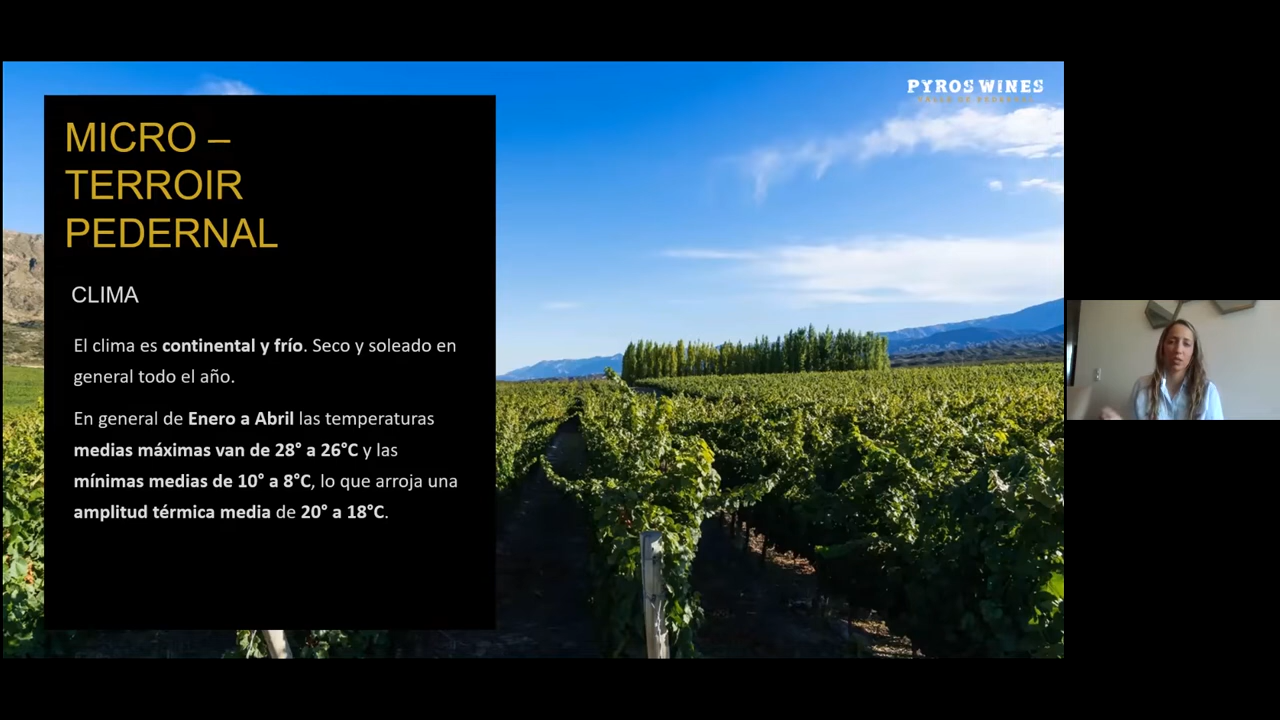 PYROS WINES
MICRO –
TERROIR
PEDERNAL
CLIMA
El clima es continental y frío. Seco y soleado en
general todo el año.
En general de Enero a Abril las temperaturas
medias máximas van de 28° a 26°C y las
mínimas medias de 10° a 8°C, lo que arroja una
amplitud térmica media de 20° a 18°C.